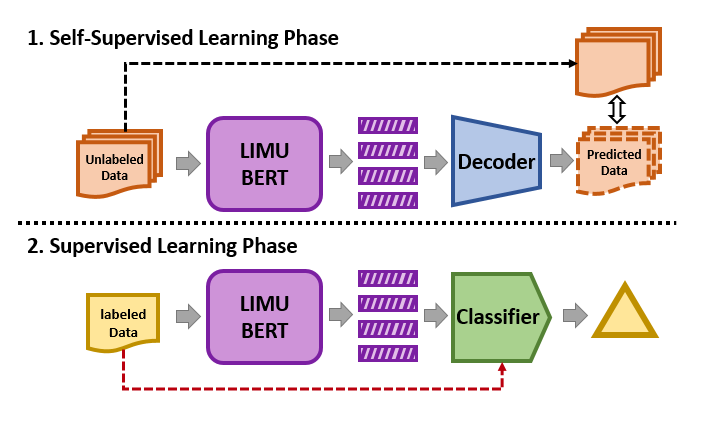 1. Self-Supervised Learning Phase
Unlabeled
Data
LIMU
BERT
Decoder
Predicted
Data
2. Supervised Learning Phase
labeled
Data
LIMU
BERT
Classifier